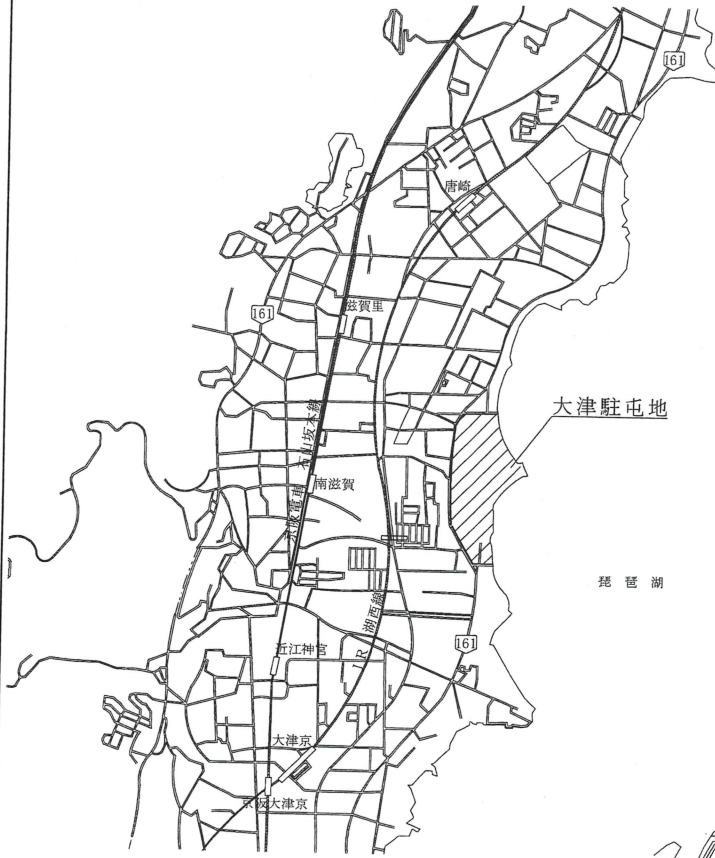 161
唐崎
滋賀里
161
大津駐屯地
京阪電車 石山坂本線
南滋賀
琵琶湖
JR 湖西線
161
近江神宮
大津京
京阪大津京